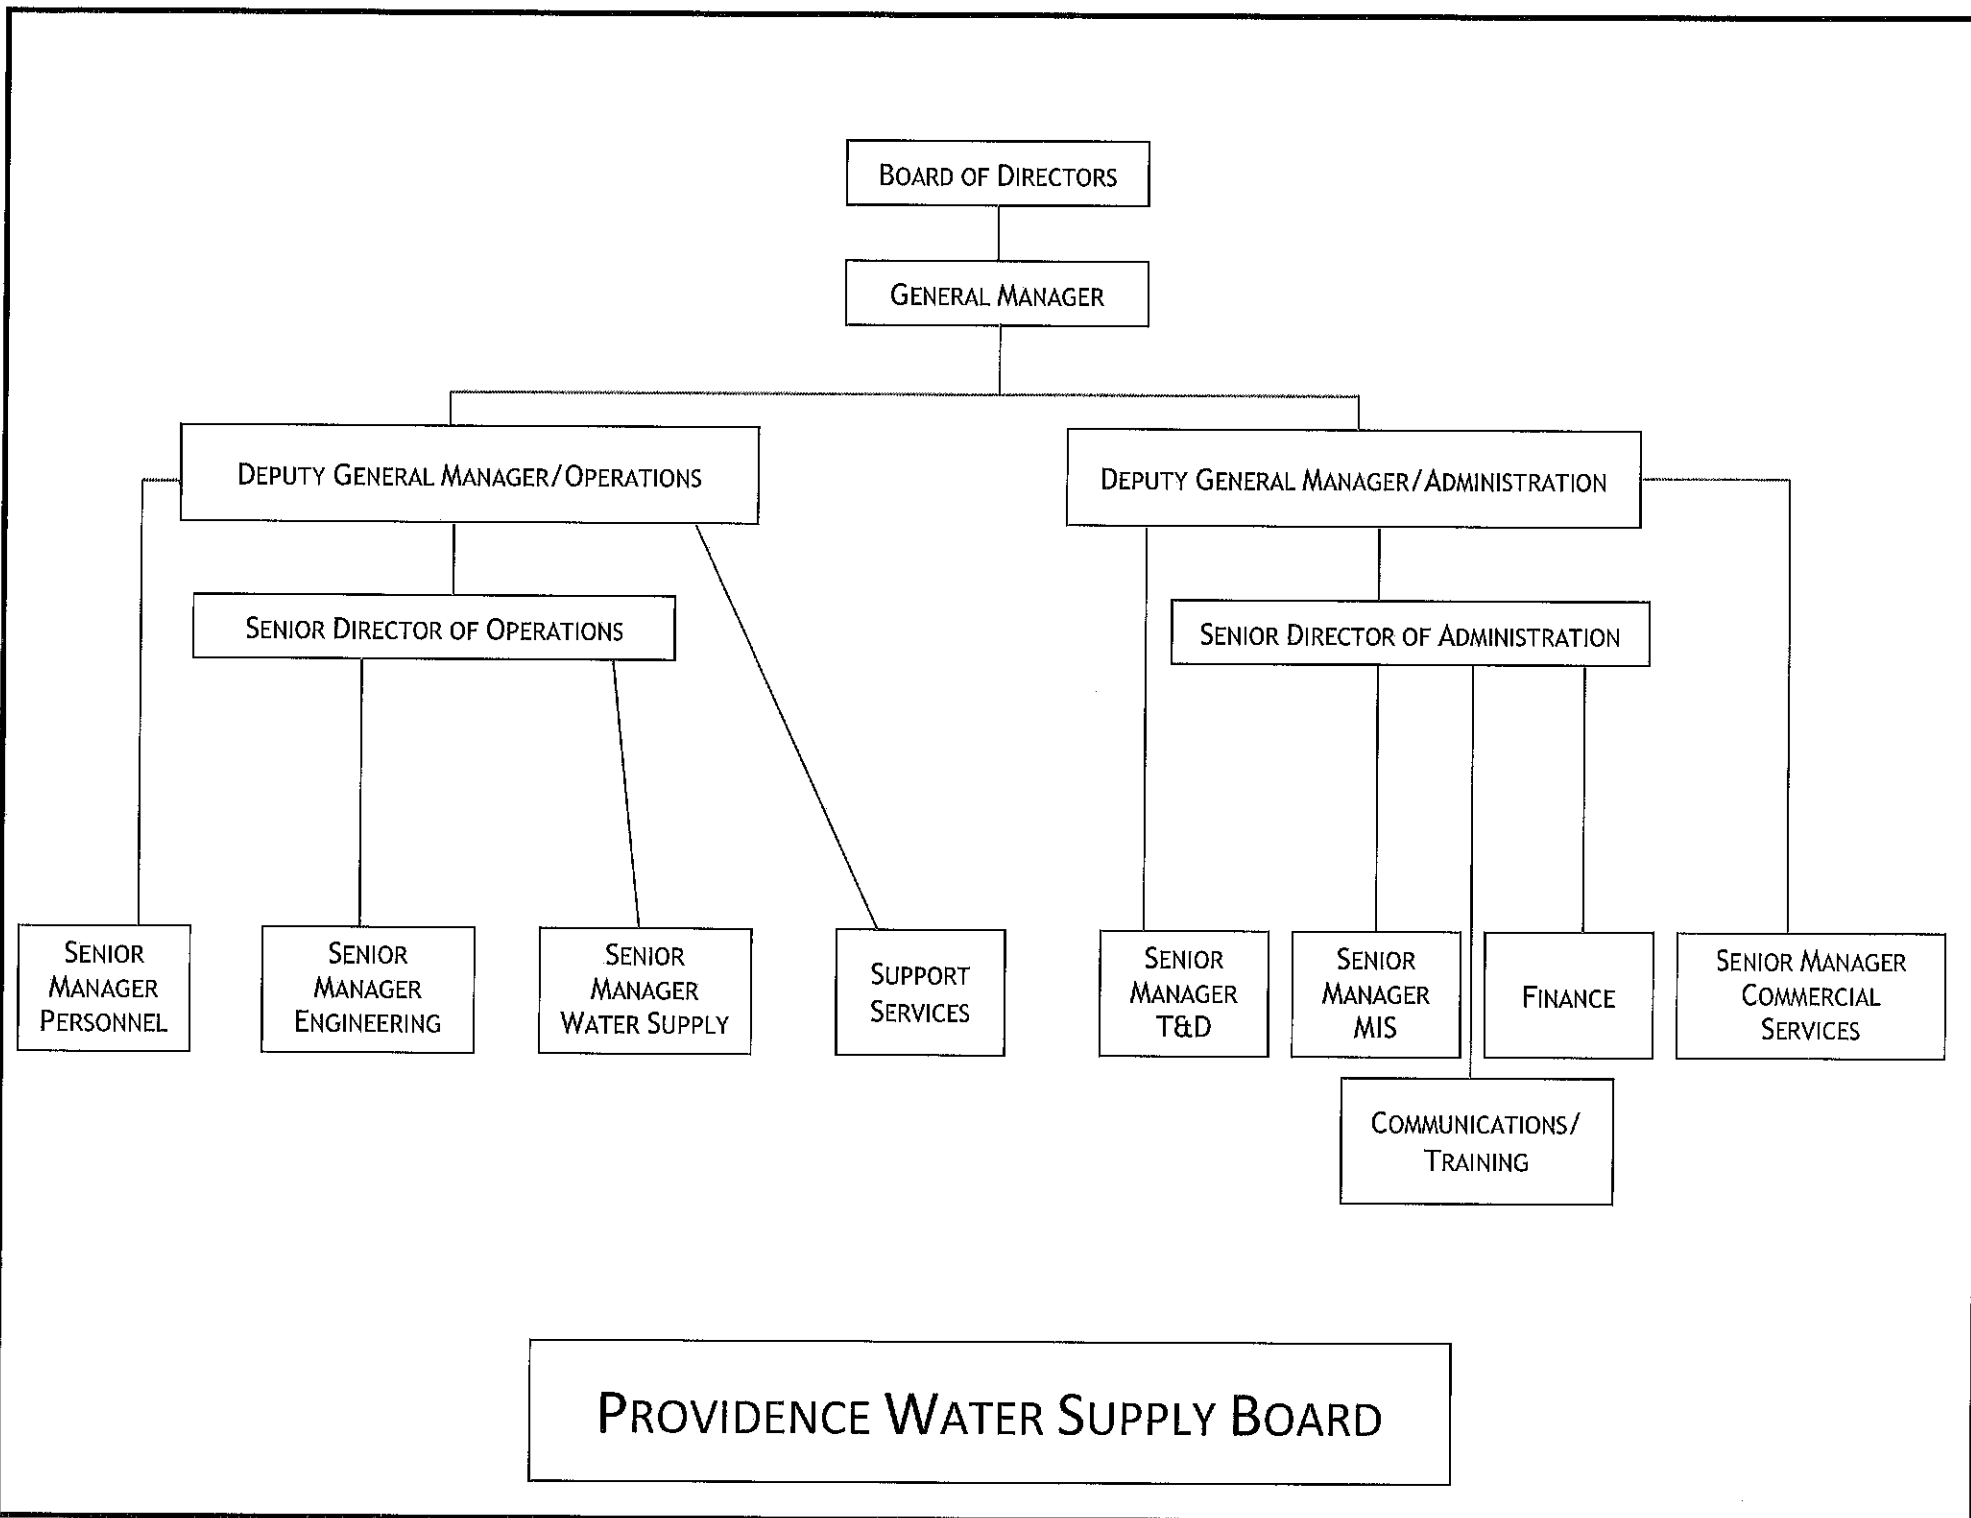 BOARD OF DIRECTORS
GENERAL MANAGER
DEPUTY GENERAL MANAGER/OPERATIONS
DEPUTY GENERAL MANAGER/ADMINISTRATION
SENIOR DIRECTOR OF OPERATIONS
SENIOR DIRECTOR OF ADMINISTRATION
SENIOR
MANAGER
PERSONNEL
SENIOR
MANAGER
ENGINEERING
SENIOR
MANAGER
WATER SUPPLY
SUPPORT
SERVICES
SENIOR
MANAGER
T&D
SENIOR
MANAGER
MIS
FINANCE
SENIOR MANAGER
COMMERCIAL
SERVICES
COMMUNICATIONS/
TRAINING
PROVIDENCE WATER SUPPLY BOARD